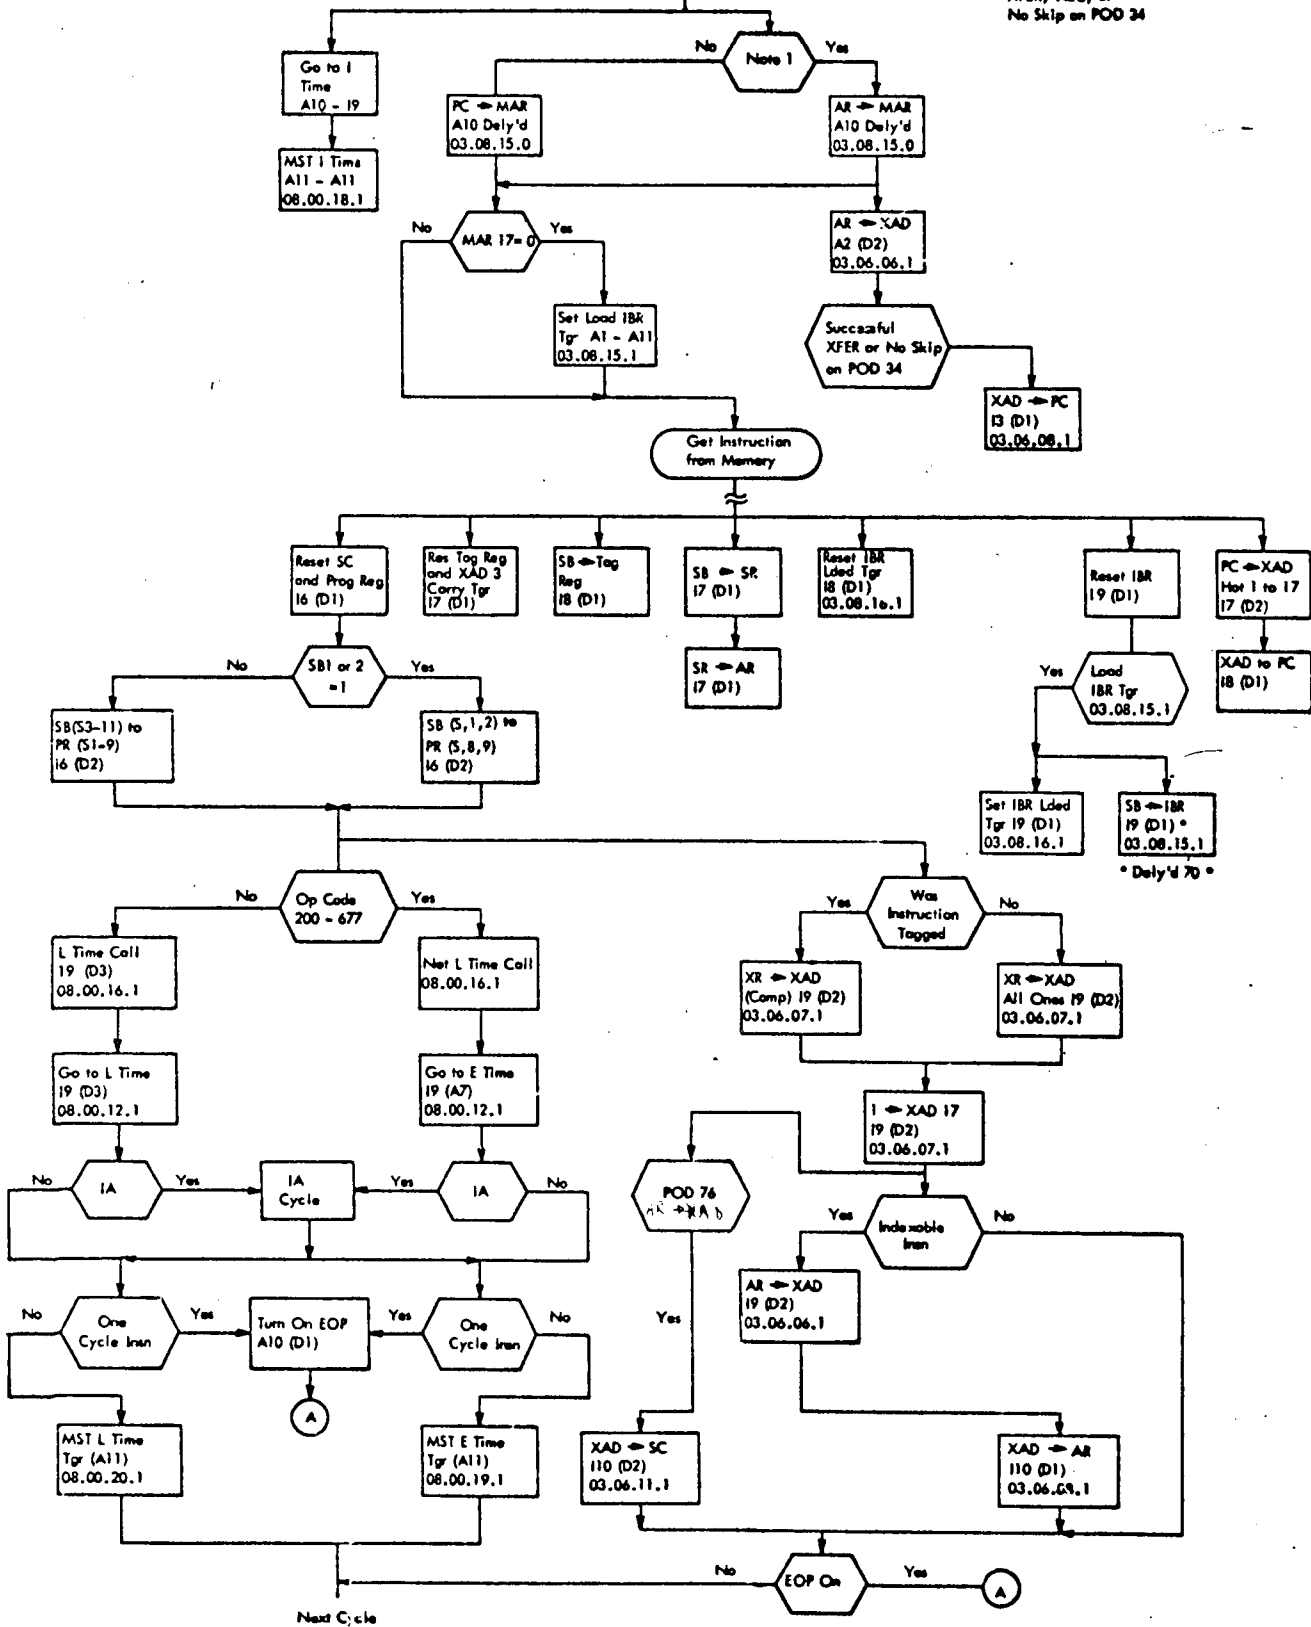 No Skip on POD 34
No
Note 1
Yes
Go to I
Time
A10 - I9
PC → MAR
A10 Dely'd
03.08.15.0
AR → MAR
A10 Dely'd
03.08.15.0
MST I Time
A11 - A11
08.00.18.1
No
MAR 17= 0
Yes
AR → XAD
A2 (D2)
03.06.06.1
Set Load IBR
Tgr A1 - A11
03.08.15.1
Successful
XFER or No Skip
on POD 34
XAD → PC
I3 (D1)
03.06.08.1
Get Instruction
from Memory
Reset SC
and Prog Reg
I6 (D1)
Res Tag Reg
and XAD 3
Carry Tgr
I7 (D1)
SB → Tag
Reg
I8 (D1)
SB → SR
I7 (D1)
Reset IBR
Lded Tgr
I8 (D1)
03.08.16.1
Reset IBR
I9 (D1)
PC → XAD
Hot 1 to 17
I7 (D2)
No
SB1 or 2
=1
Yes
SR → AR
I7 (D1)
Yes
Load
IBR Tgr
03.08.15.1
XAD to PC
I8 (D1)
SB(S3-11) to
PR (S1-9)
I6 (D2)
SB (S,1,2) to
PR (S,8,9)
I6 (D2)
Set IBR Lded
Tgr I9 (D1)
03.08.16.1
SB → IBR
I9 (D1) *
03.08.15.1
* Dely'd 70 *
No
Op Code
200 - 677
Yes
Yes
Was
Instruction
Tagged
No
L Time Call
I9 (D3)
08.00.16.1
Not L Time Call
08.00.16.1
XR → XAD
(Comp) I9 (D2)
03.06.07.1
XR → XAD
All Ones I9 (D2)
03.06.07.1
Go to L Time
I9 (D3)
08.00.12.1
Go to E Time
I9 (A7)
08.00.12.1
1 → XAD 17
I9 (D2)
03.06.07.1
No
IA
Yes
IA
Cycle
Yes
IA
No
POD 76
AR → XAD
Yes
Indexable
Insn
No
AR → XAD
I9 (D2)
03.06.06.1
No
One
Cycle Insn
Yes
Turn On EOP
A10 (D1)
Yes
One
Cycle Insn
No
Yes
A
MST L Time
Tgr (A11)
08.00.20.1
MST E Time
Tgr (A11)
08.00.19.1
XAD → SC
I10 (D2)
03.06.11.1
XAD → AR
I10 (D1)
03.06.09.1
No
EOP On
Yes
A
Next Cycle